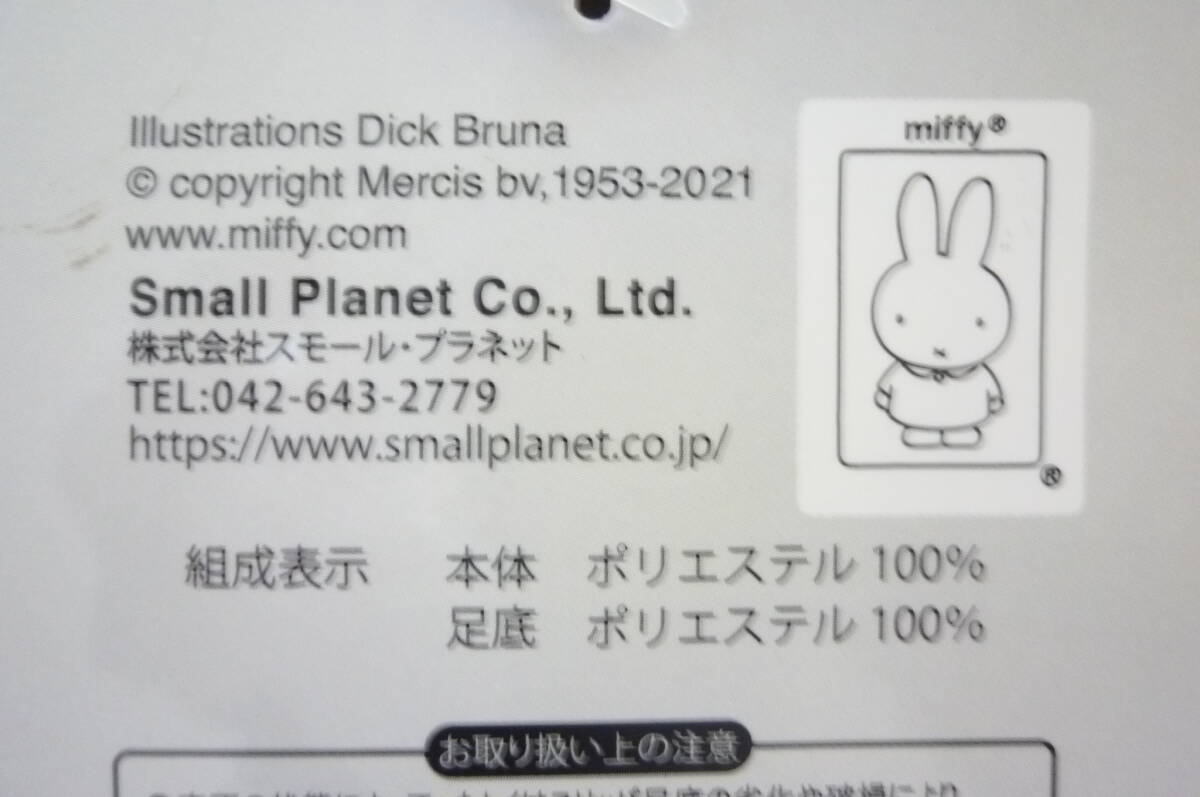 Illustrations Dick Bruna
© copyright Mercis bv, 1953-2021
www.miffy.com
Small Planet Co., Ltd.
株式会社スモール・プラネット
TEL:042-643-2779
https://www.smallplanet.co.jp/
miffy®
®
組成表示 本体 ポリエステル 100%
足底 ポリエステル 100%
お取り扱い上の注意